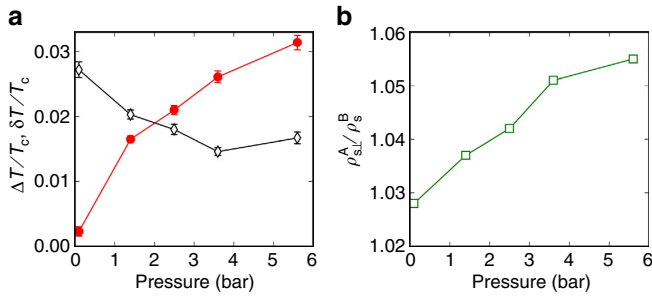 a
0.03
0.02
0.01
0.00
ΔT/Tc, δT/Tc
0 1 2 3 4 5 6
Pressure (bar)
b
1.06
1.05
1.04
1.03
1.02
ρ^A_s⊥/ρ^B_s
0 1 2 3 4 5 6
Pressure (bar)